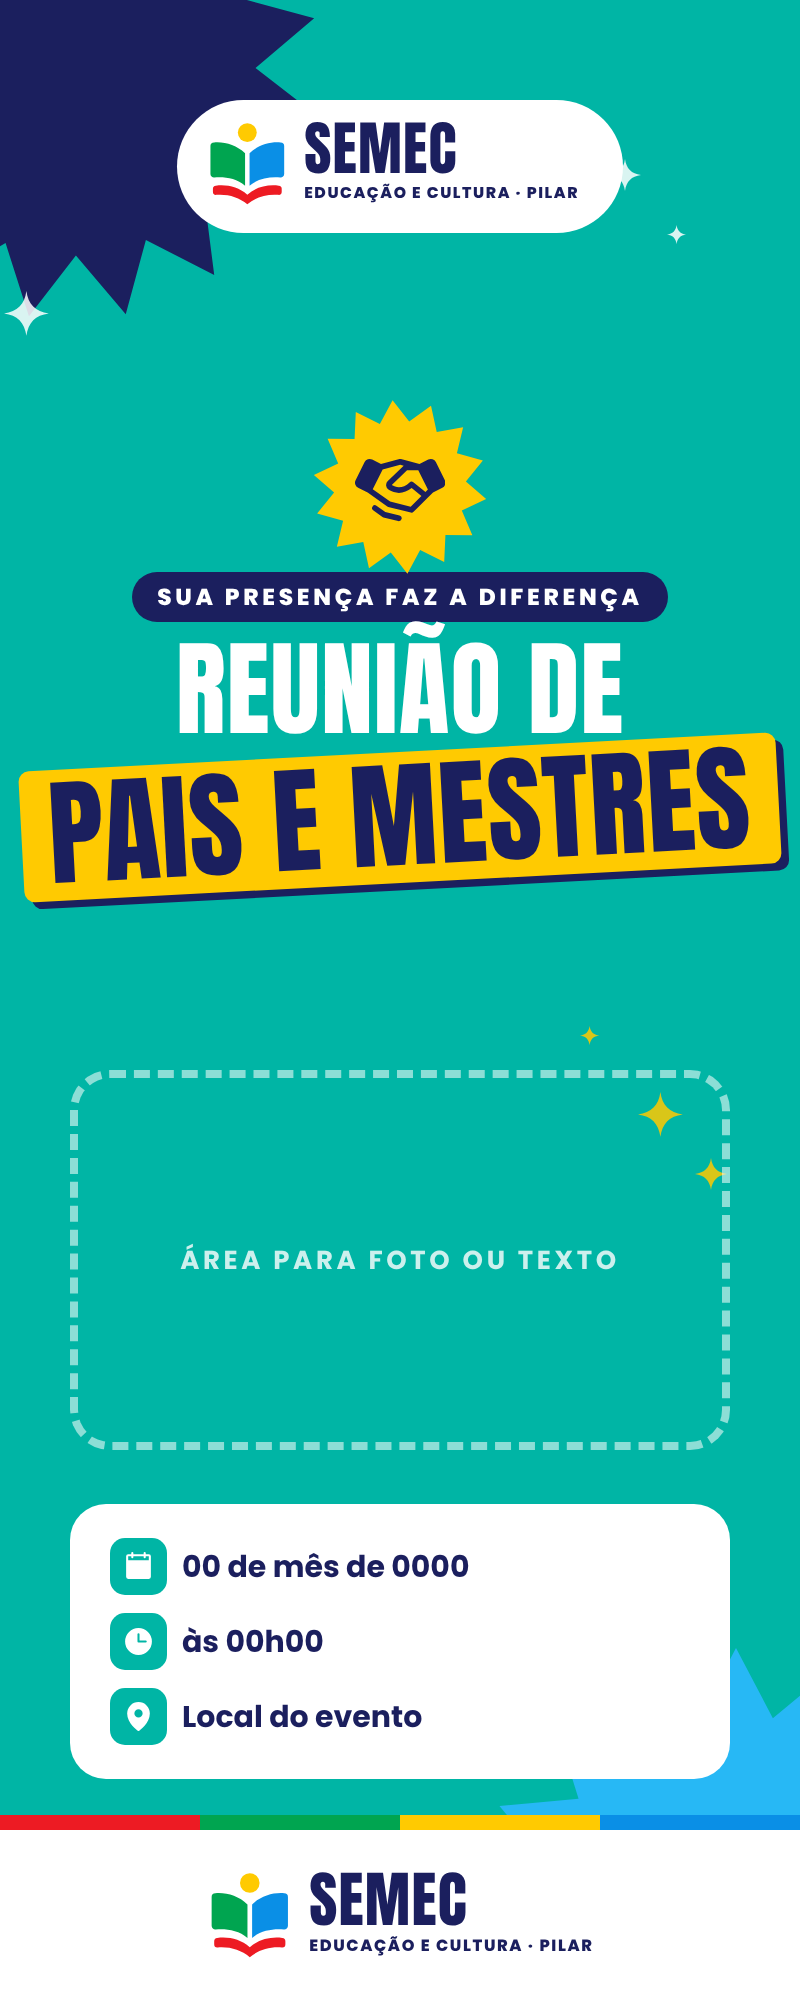 SEMEC
EDUCAÇÃO E CULTURA · PILAR
SUA PRESENÇA FAZ A DIFERENÇA
REUNIÃO DE
PAIS E MESTRES
ÁREA PARA FOTO OU TEXTO
00 de mês de 0000
às 00h00
Local do evento
SEMEC
EDUCAÇÃO E CULTURA · PILAR